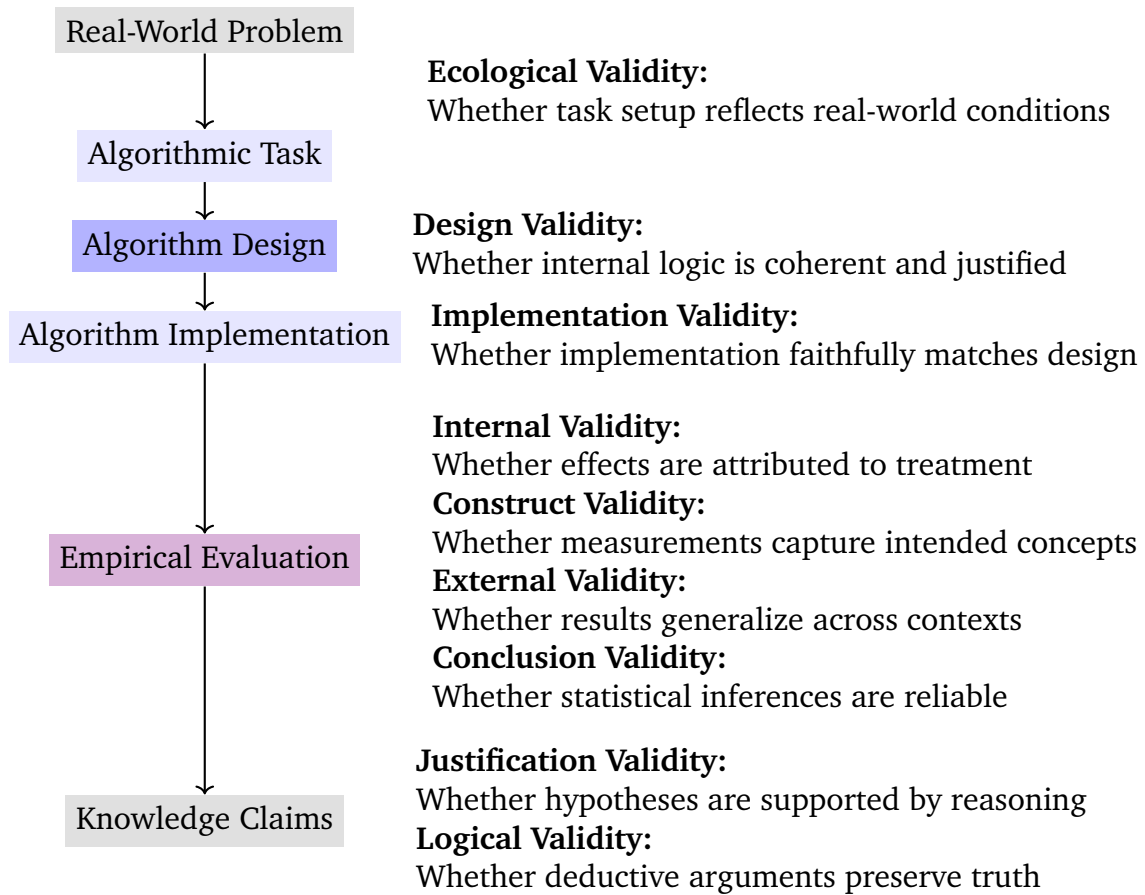 Real-World Problem
Ecological Validity:
Whether task setup reflects real-world conditions
Algorithmic Task
Design Validity:
Algorithm Design
Whether internal logic is coherent and justified
Implementation Validity:
Algorithm Implementation
Whether implementation faithfully matches design
Internal Validity:
Whether effects are attributed to treatment
Construct Validity:
Whether measurements capture intended concepts
Empirical Evaluation
External Validity:
Whether results generalize across contexts
Conclusion Validity:
Whether statistical inferences are reliable
Justification Validity:
Whether hypotheses are supported by reasoning
Knowledge Claims
Logical Validity:
Whether deductive arguments preserve truth